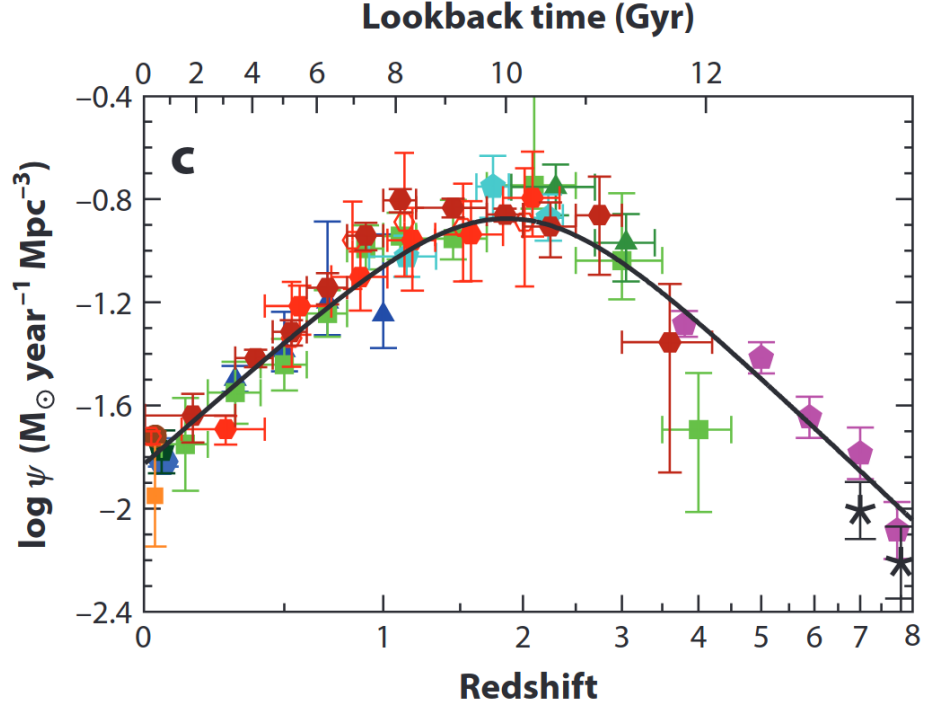 Lookback time (Gyr)
0 2 4 6 8 10 12
c
−0.4
−0.8
−1.2
−1.6
−2
−2.4
log ψ (M☉ year−1 Mpc−3)
0 1 2 3 4 5 6 7 8
Redshift